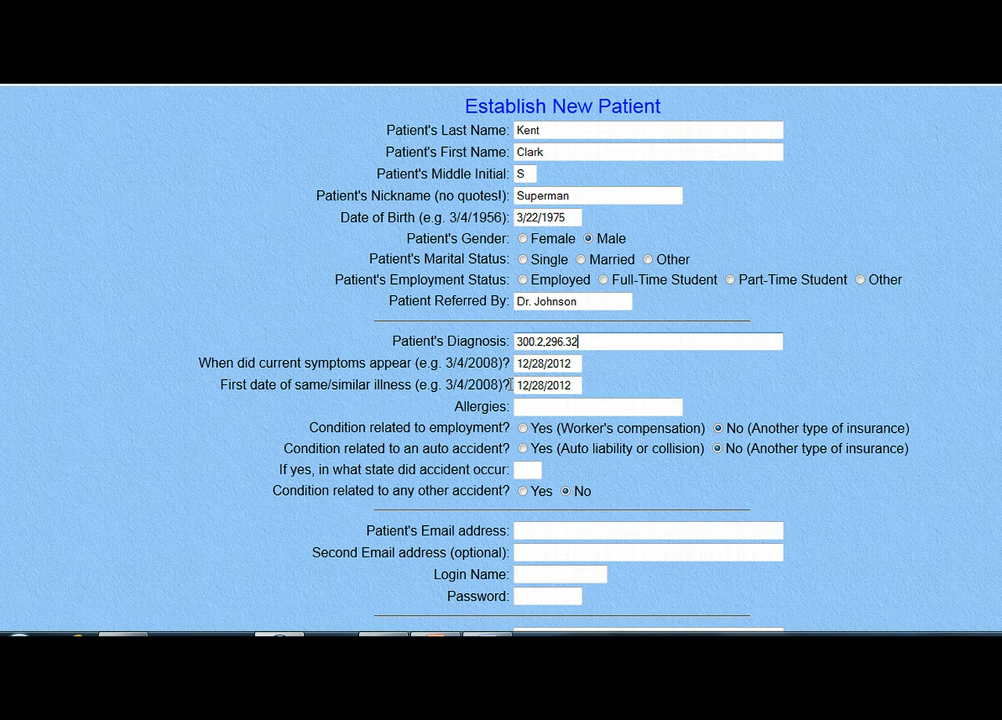 Establish New Patient
Patient's Last Name: Kent
Patient's First Name: Clark
Patient's Middle Initial: S
Patient's Nickname (no quotes!): Superman
Date of Birth (e.g. 3/4/1956): 3/22/1975
Patient's Gender: Female Male
Patient's Marital Status: Single Married Other
Patient's Employment Status: Employed Full-Time Student Part-Time Student Other
Patient Referred By: Dr. Johnson
Patient's Diagnosis: 300.2,296.32
When did current symptoms appear (e.g. 3/4/2008)? 12/28/2012
First date of same/similar illness (e.g. 3/4/2008)? 12/28/2012
Allergies:
Condition related to employment? Yes (Worker's compensation) No (Another type of insurance)
Condition related to an auto accident? Yes (Auto liability or collision) No (Another type of insurance)
If yes, in what state did accident occur:
Condition related to any other accident? Yes No
Patient's Email address:
Second Email address (optional):
Login Name:
Password: